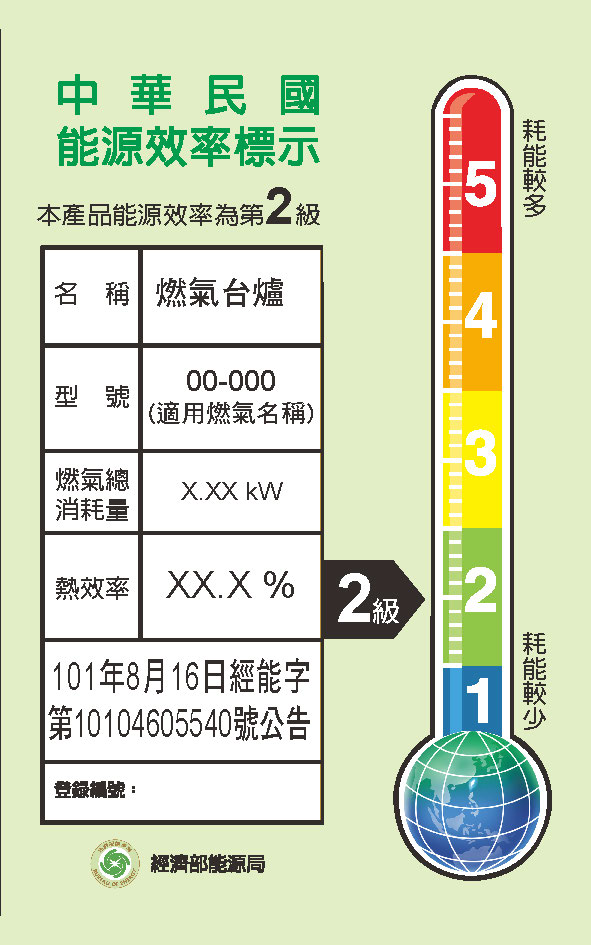 中華民國
能源效率標示
本產品能源效率為第2級
名稱
燃氣台爐
型號
00-000
(適用燃氣名稱)
燃氣總
消耗量
X.XX kW
熱效率
XX.X %
2級
101年8月16日經能字
第10104605540號公告
登錄編號：
經濟部能源局
5
4
3
2
1
耗能較多
耗能較少